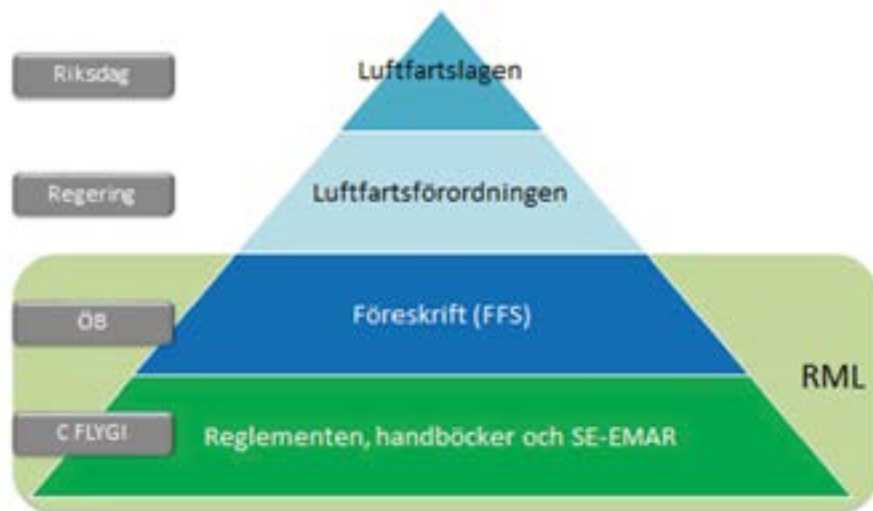 Riksdag
Luftfartslagen
Regering
Luftfartsförordningen
ÖB
Föreskrift (FFS)
RML
C FLYGI
Reglementen, handböcker och SE-EMAR